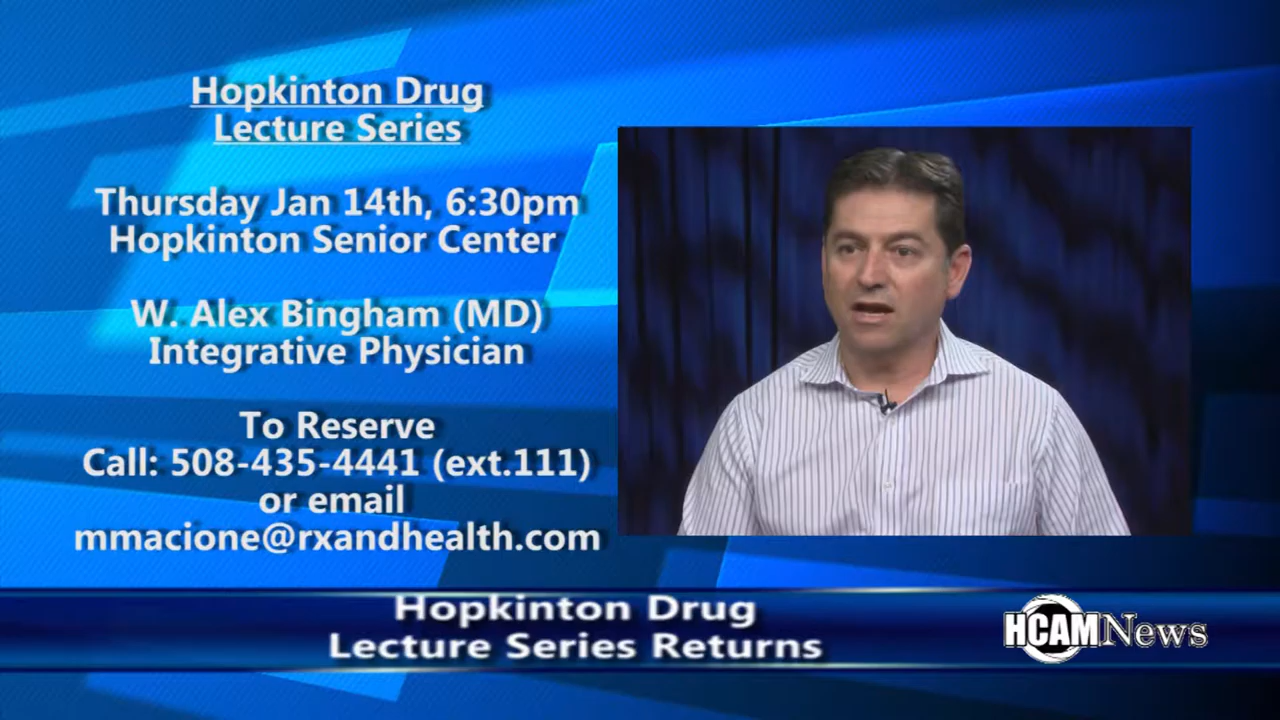 Hopkinton Drug
Lecture Series
Thursday Jan 14th, 6:30pm
Hopkinton Senior Center
W. Alex Bingham (MD)
Integrative Physician
To Reserve
Call: 508-435-4441 (ext.111)
or email
mmacione@rxandhealth.com
Hopkinton Drug
Lecture Series Returns
HCAMNews